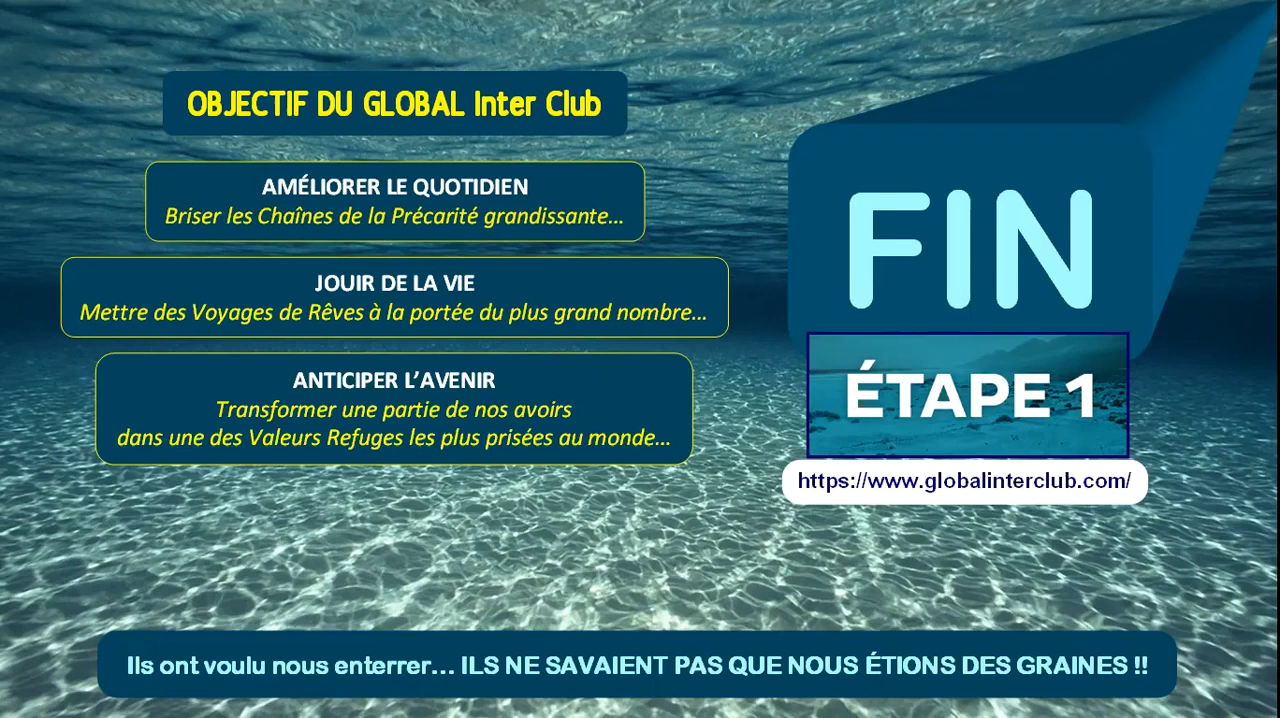 OBJECTIF DU GLOBAL Inter Club
AMÉLIORER LE QUOTIDIEN
Briser les Chaînes de la Précarité grandissante...
JOUIR DE LA VIE
Mettre des Voyages de Rêves à la portée du plus grand nombre...
ANTICIPER L’AVENIR
Transformer une partie de nos avoirs
dans une des Valeurs Refuges les plus prisées au monde...
FIN
ÉTAPE 1
https://www.globalinterclub.com/
Ils ont voulu nous enterrer... ILS NE SAVAIENT PAS QUE NOUS ÉTIONS DES GRAINES !!